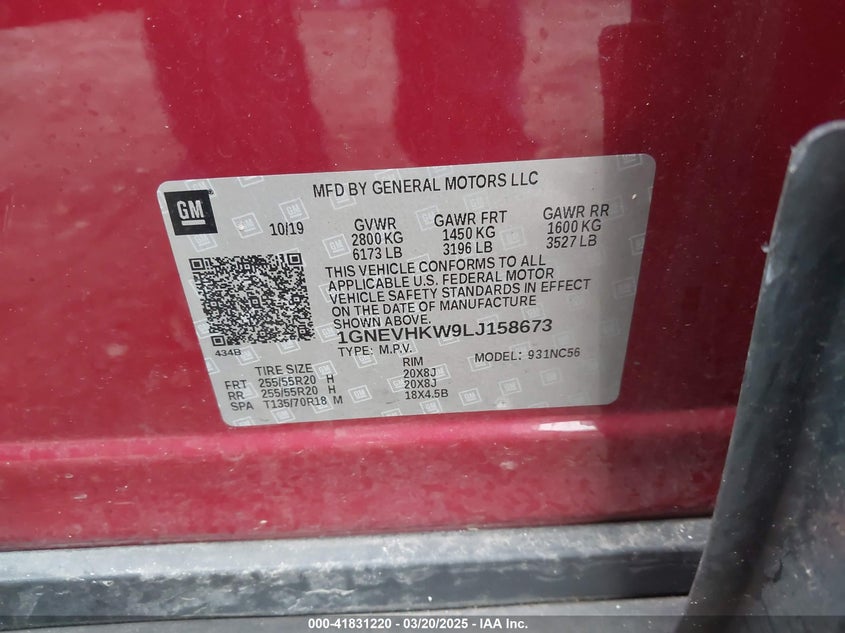 MFD BY GENERAL MOTORS LLC
GM
10/19
GVWR GAWR FRT GAWR RR
2800 KG 1450 KG 1600 KG
6173 LB 3196 LB 3527 LB
THIS VEHICLE CONFORMS TO ALL
APPLICABLE U.S. FEDERAL MOTOR
VEHICLE SAFETY STANDARDS IN EFFECT
ON THE DATE OF MANUFACTURE
SHOWN ABOVE.
434B
1GNEVHKW9LJ158673
TYPE: M.P.V. MODEL: 931NC56
TIRE SIZE RIM
FRT 255/55R20 H 20X8J
RR 255/55R20 H 20X8J
SPA T135/70R18 M 18X4.5B
000-41831220 — 03/20/2025 — IAA, Inc.